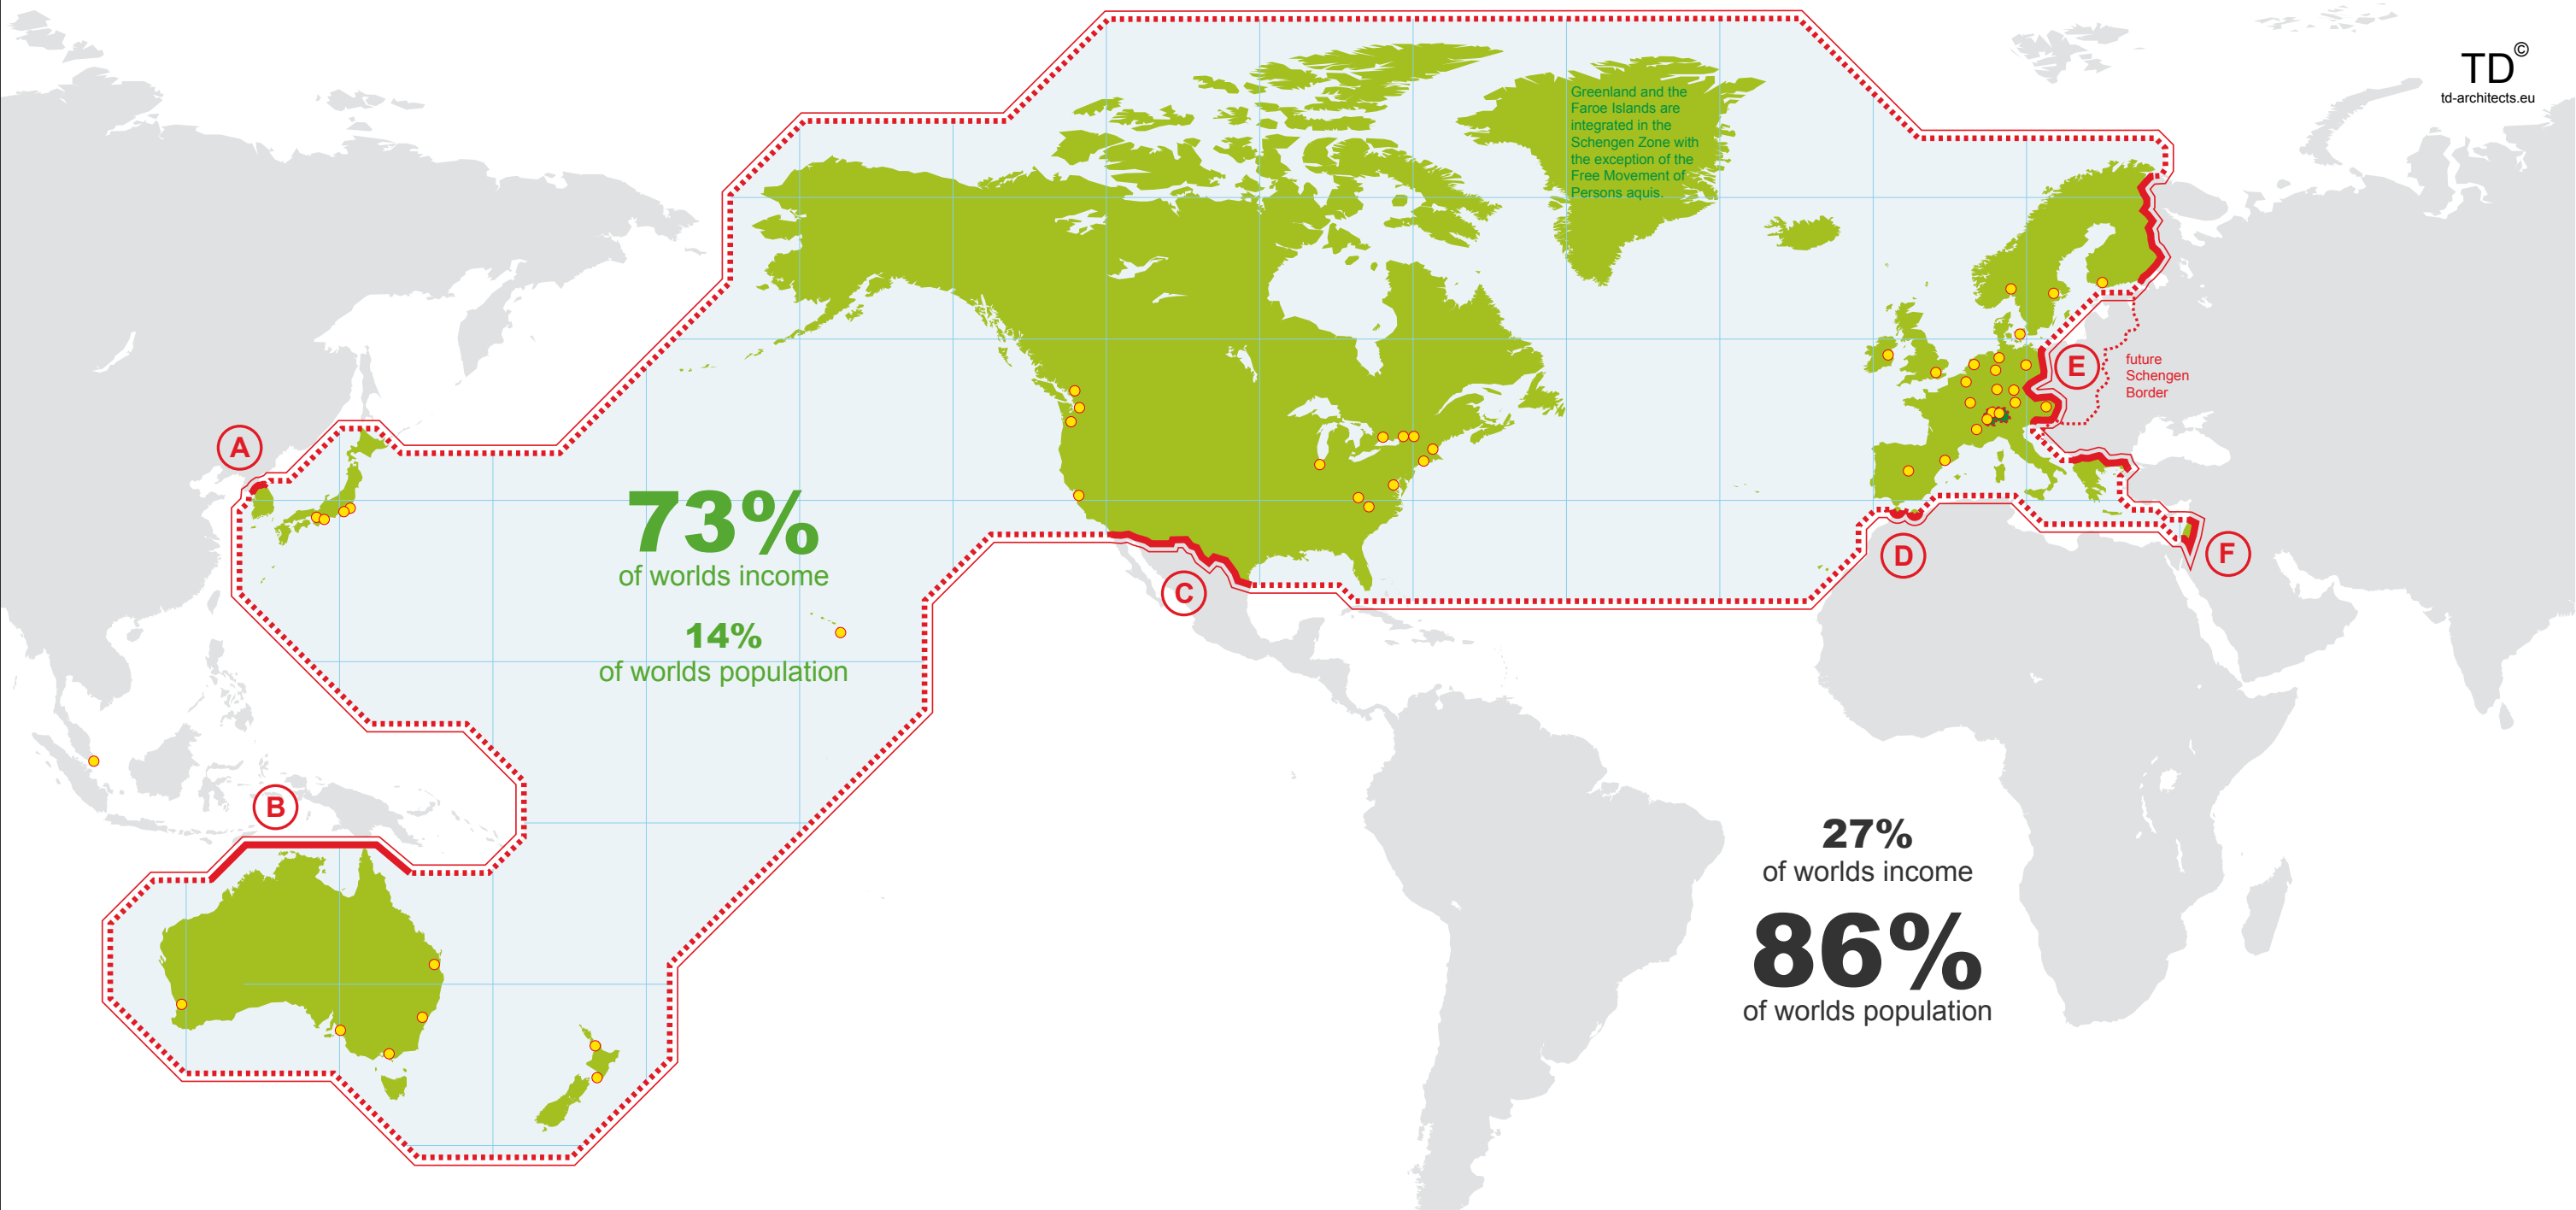 TD©
td-architects.eu
Greenland and the
Faroe Islands are
integrated in the
Schengen Zone with
the exception of the
Free Movement of
Persons aquis.
A
E
future
Schengen
Border
73%
of worlds income
14%
of worlds population
C
D
F
B
27%
of worlds income
86%
of worlds population